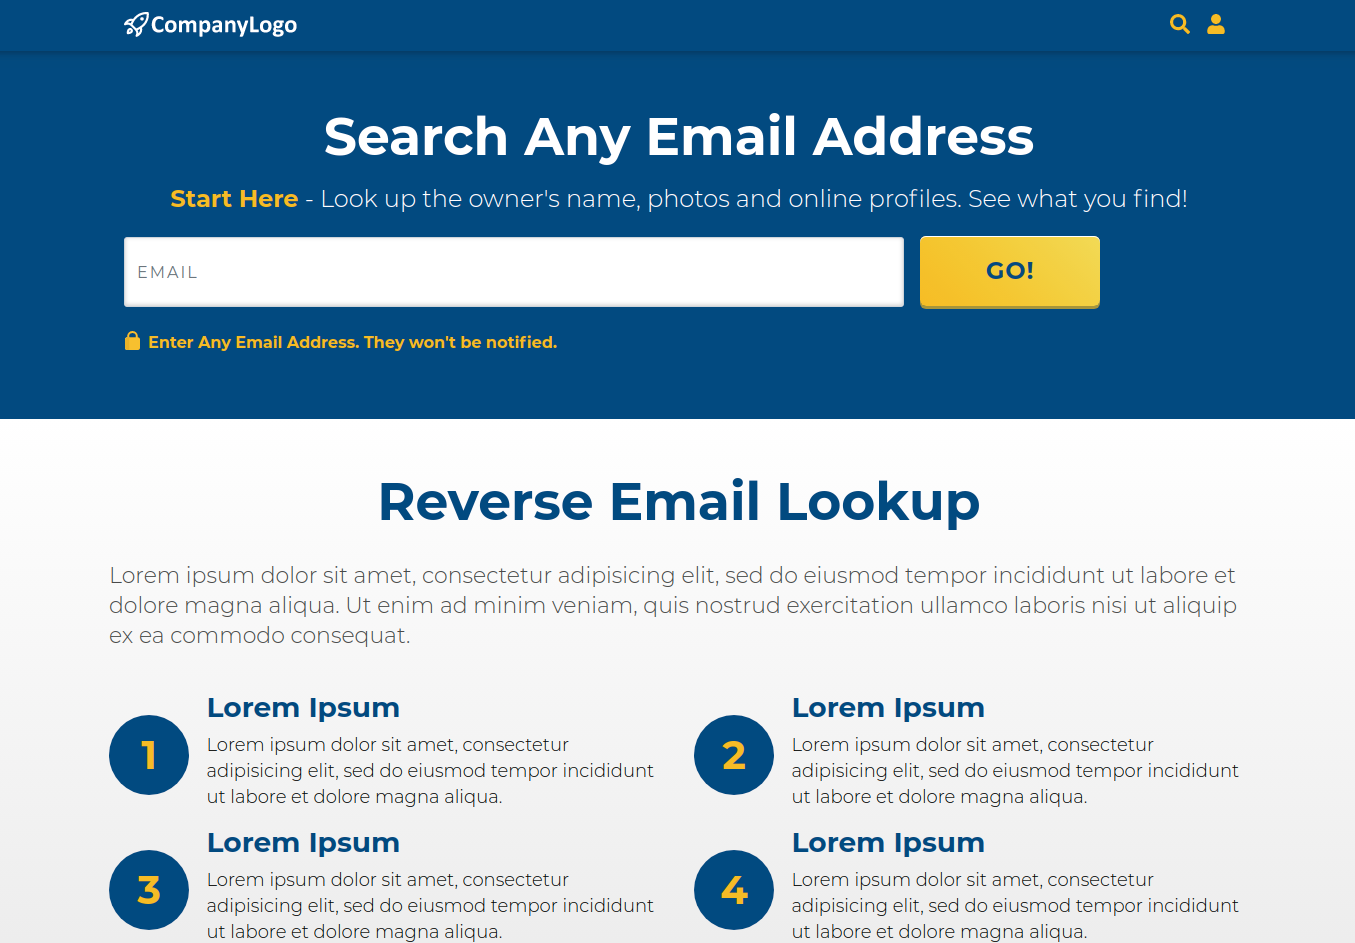 CompanyLogo
Search Any Email Address
Start Here - Look up the owner's name, photos and online profiles. See what you find!
EMAIL
GO!
Enter Any Email Address. They won't be notified.
Reverse Email Lookup
Lorem ipsum dolor sit amet, consectetur adipisicing elit, sed do eiusmod tempor incididunt ut labore et
dolore magna aliqua. Ut enim ad minim veniam, quis nostrud exercitation ullamco laboris nisi ut aliquip
ex ea commodo consequat.
1
Lorem Ipsum
Lorem ipsum dolor sit amet, consectetur
adipisicing elit, sed do eiusmod tempor incididunt
ut labore et dolore magna aliqua.
2
Lorem Ipsum
Lorem ipsum dolor sit amet, consectetur
adipisicing elit, sed do eiusmod tempor incididunt
ut labore et dolore magna aliqua.
3
Lorem Ipsum
Lorem ipsum dolor sit amet, consectetur
adipisicing elit, sed do eiusmod tempor incididunt
ut labore et dolore magna aliqua.
4
Lorem Ipsum
Lorem ipsum dolor sit amet, consectetur
adipisicing elit, sed do eiusmod tempor incididunt
ut labore et dolore magna aliqua.